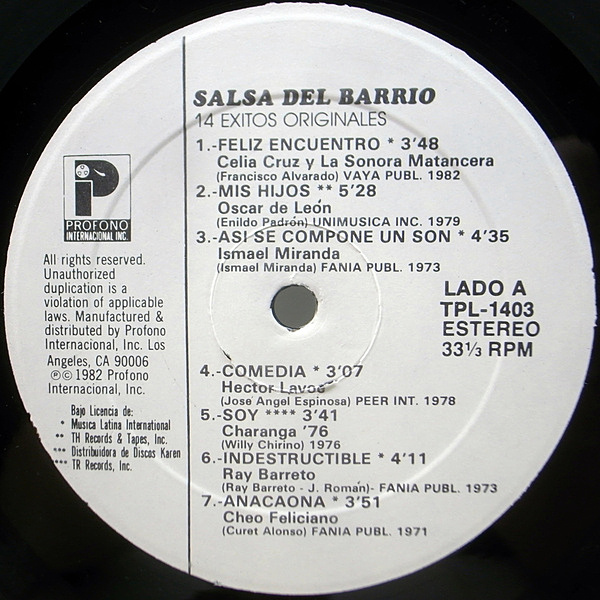 SALSA DEL BARRIO
14 EXITOS ORIGINALES
1.-FELIZ ENCUENTRO * 3'48
Celia Cruz y La Sonora Matancera
(Francisco Alvarado) VAYA PUBL. 1982
2.-MIS HIJOS ** 5'28
Oscar de León
(Enildo Padrón) UNIMUSICA INC. 1979
3.-ASI SE COMPONE UN SON * 4'35
Ismael Miranda
(Ismael Miranda) FANIA PUBL. 1973
P
PROFONO
INTERNACIONAL INC.
All rights reserved.
Unauthorized
duplication is a
violation of applicable
laws. Manufactured &
distributed by Profono
Internacional, Inc. Los
Angeles, CA 90006
℗© 1982 Profono
Internacional, Inc.
Bajo Licencia de:
* Musica Latina International
** TH Records & Tapes, Inc.
*** Distribuidora de Discos Karen
**** TR Records, Inc.
LADO A
TPL-1403
ESTEREO
33⅓ RPM
4.-COMEDIA * 3'07
Hector Lavoe
(José Angel Espinosa) PEER INT. 1978
5.-SOY **** 3'41
Charanga '76
(Willy Chirino) 1976
6.-INDESTRUCTIBLE * 4'11
Ray Barreto
(Ray Barreto - J. Román)- FANIA PUBL. 1973
7.-ANACAONA * 3'51
Cheo Feliciano
(Curet Alonso) FANIA PUBL. 1971